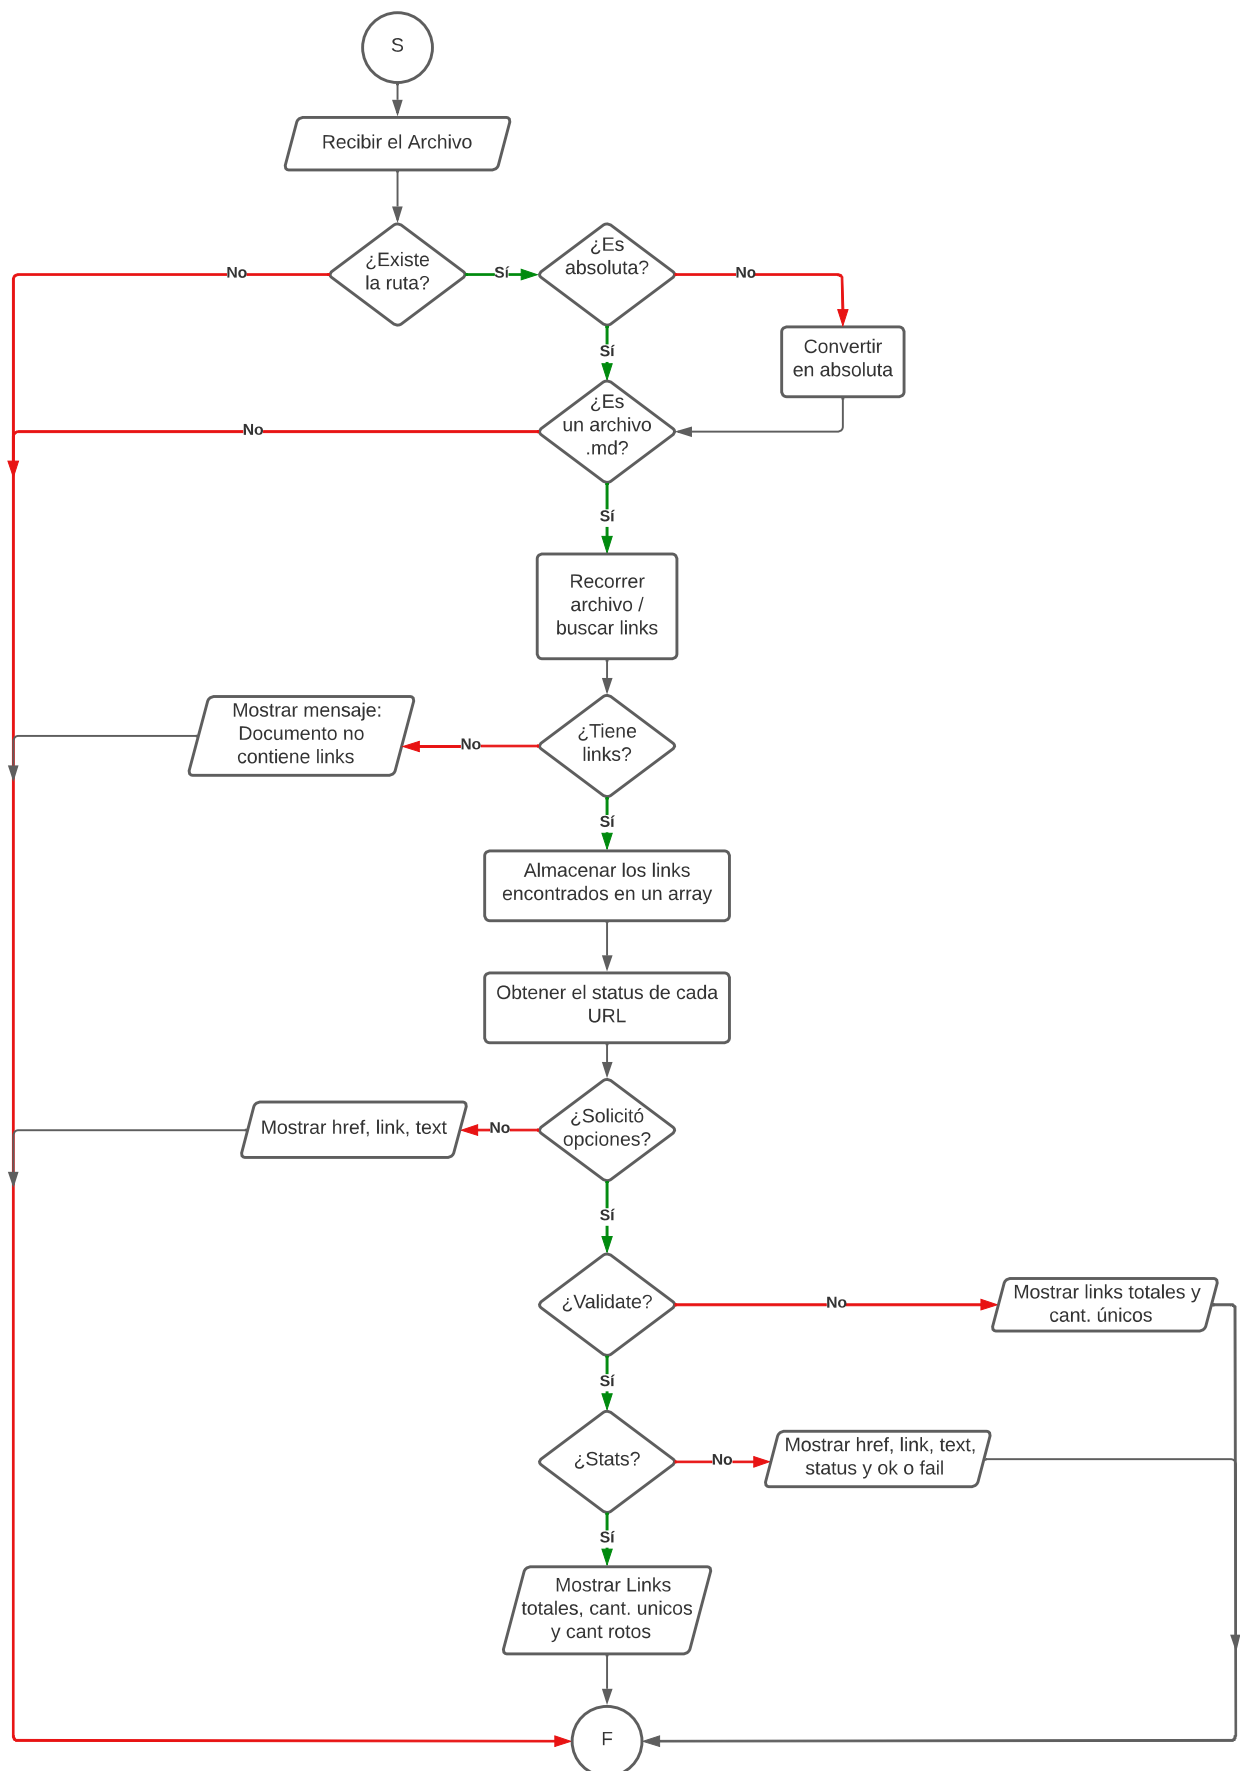 S
Recibir el Archivo
¿Existe
la ruta?
No
Sí
¿Es
absoluta?
No
Convertir
en absoluta
Sí
¿Es
un archivo
.md?
No
Sí
Recorrer
archivo /
buscar links
¿Tiene
links?
No
Mostrar mensaje:
Documento no
contiene links
Sí
Almacenar los links
encontrados en un array
Obtener el status de cada
URL
¿Solicitó
opciones?
No
Mostrar href, link, text
Sí
¿Validate?
No
Mostrar links totales y
cant. únicos
Sí
¿Stats?
No
Mostrar href, link, text,
status y ok o fail
Sí
Mostrar Links
totales, cant. unicos
y cant rotos
F